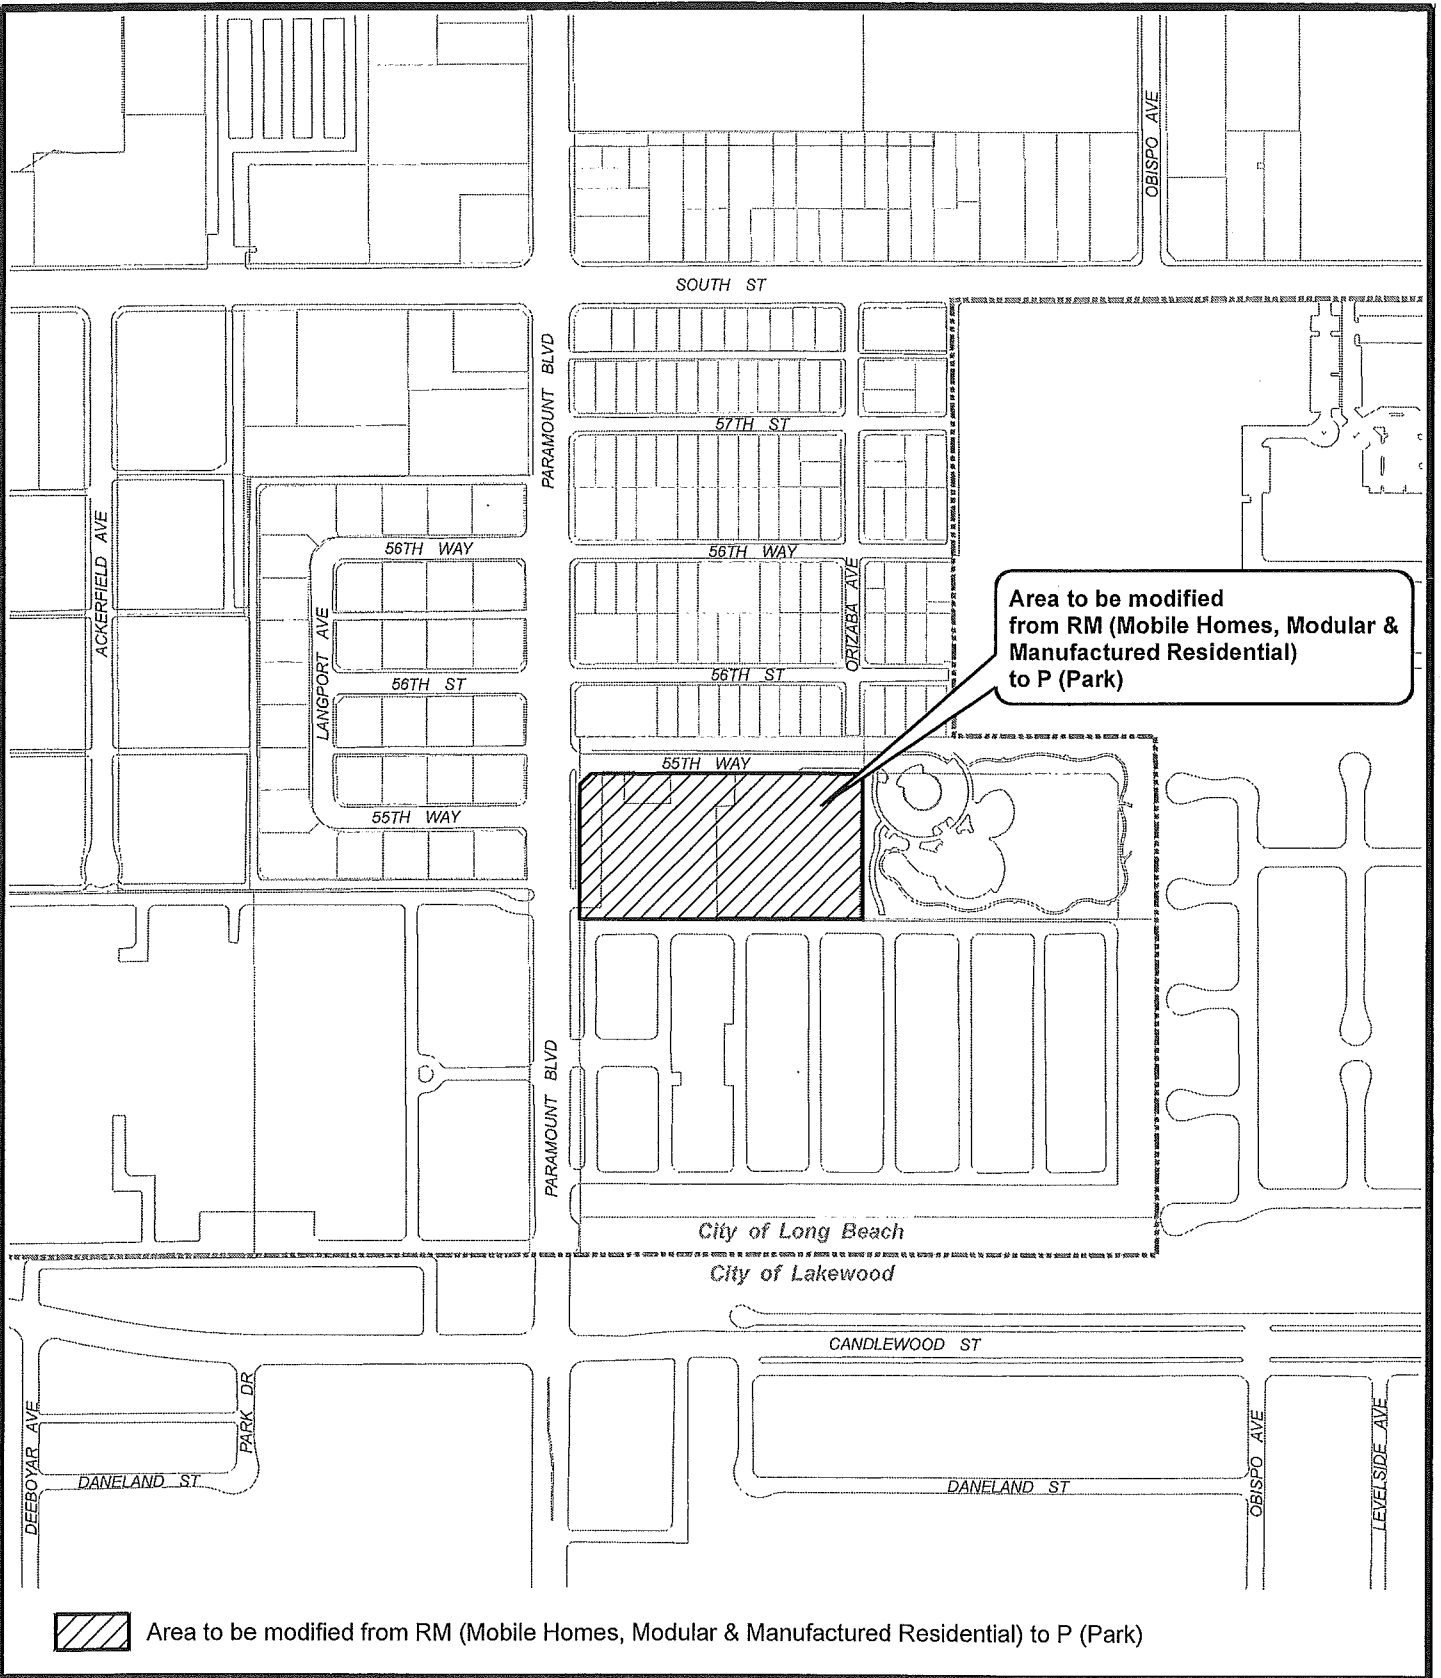 OBISPO AVE
SOUTH ST
PARAMOUNT BLVD
57TH ST
ACKERFIELD AVE
56TH WAY
56TH WAY
ORIZABA AVE
Area to be modified
from RM (Mobile Homes, Modular &
Manufactured Residential)
to P (Park)
LANGPORT AVE
56TH ST
56TH ST
55TH WAY
55TH WAY
PARAMOUNT BLVD
City of Long Beach
City of Lakewood
CANDLEWOOD ST
PARK DR
DEEBOYAR AVE
DANELAND ST
DANELAND ST
OBISPO AVE
LEVELSIDE AVE
Area to be modified from RM (Mobile Homes, Modular & Manufactured Residential) to P (Park)